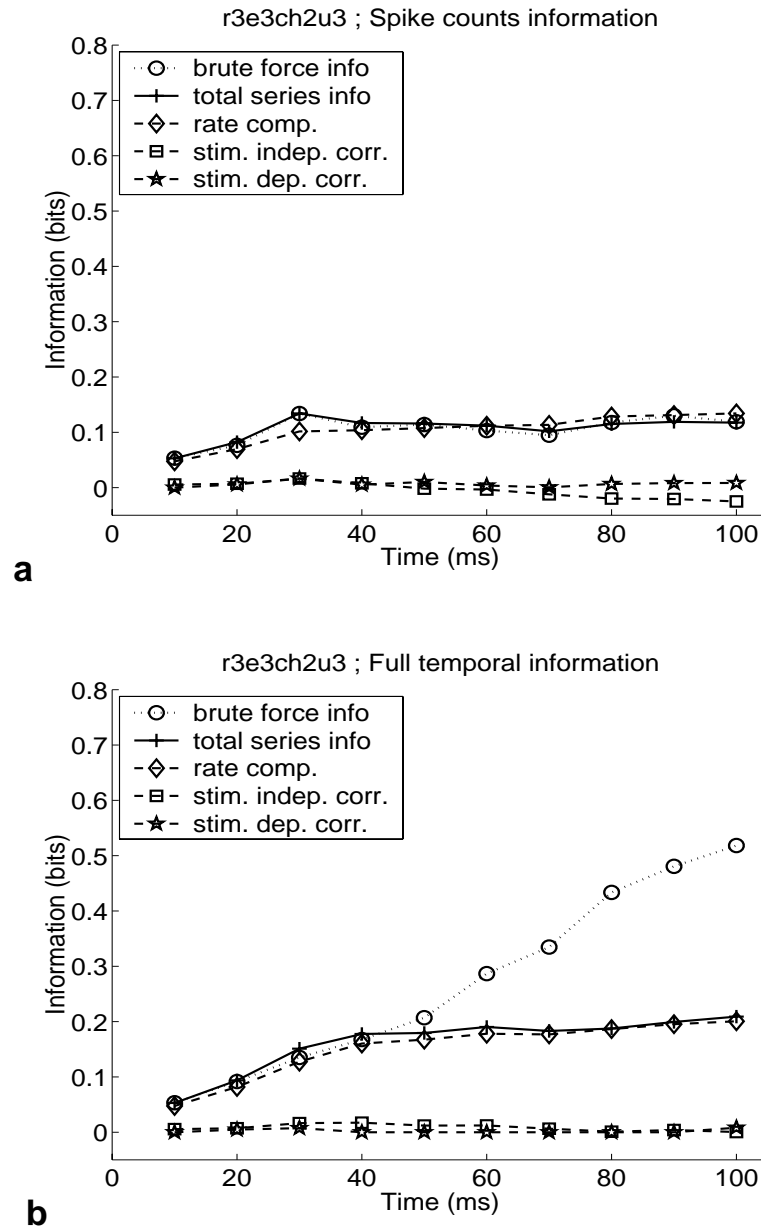 r3e3ch2u3 ; Spike counts information
0.8
0.7
0.6
0.5
0.4
0.3
0.2
0.1
0
Information (bits)
brute force info
total series info
rate comp.
stim. indep. corr.
stim. dep. corr.
0 20 40 60 80 100
Time (ms)
a
r3e3ch2u3 ; Full temporal information
0.8
0.7
0.6
0.5
0.4
0.3
0.2
0.1
0
Information (bits)
brute force info
total series info
rate comp.
stim. indep. corr.
stim. dep. corr.
0 20 40 60 80 100
Time (ms)
b